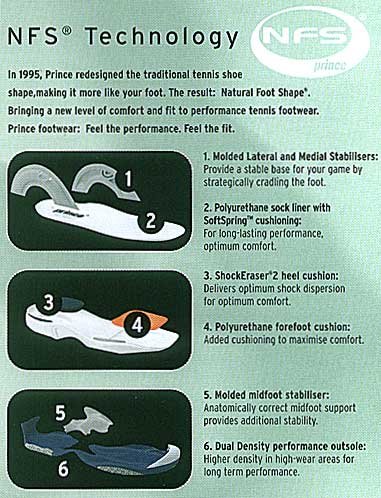 NFS® Technology
NFS
prince
In 1995, Prince redesigned the traditional tennis shoe
shape,making it more like your foot. The result: Natural Foot Shape®.
Bringing a new level of comfort and fit to performance tennis footwear.
Prince footwear: Feel the performance. Feel the fit.
1
prince
2
1. Molded Lateral and Medial Stabilisers:
Provide a stable base for your game by
strategically cradling the foot.
2. Polyurethane sock liner with
SoftSpring™ cushioning:
For long-lasting performance,
optimum comfort.
3
4
3. ShockEraser®2 heel cushion:
Delivers optimum shock dispersion
for optimum comfort.
4. Polyurethane forefoot cushion:
Added cushioning to maximise comfort.
5
6
5. Molded midfoot stabiliser:
Anatomically correct midfoot support
provides additional stability.
6. Dual Density performance outsole:
Higher density in high-wear areas for
long term performance.